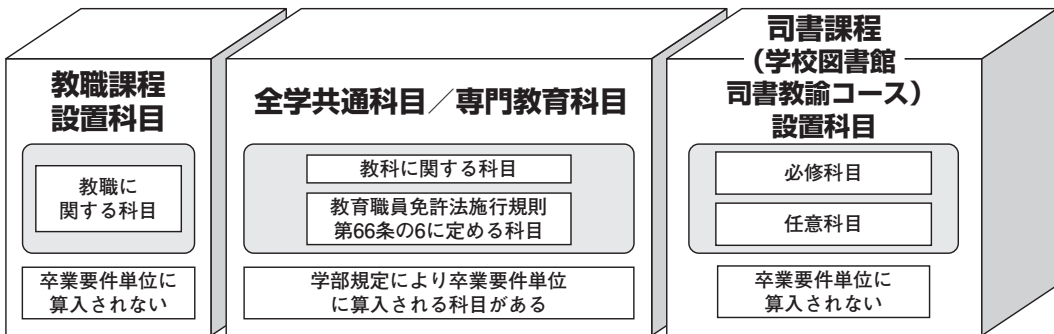 教職課程
設置科目
教職に
関する科目
卒業要件単位に
算入されない
全学共通科目／専門教育科目
教科に関する科目
教育職員免許法施行規則
第66条の6に定める科目
学部規定により卒業要件単位
に算入される科目がある
司書課程
（学校図書館
司書教諭コース）
設置科目
必修科目
任意科目
卒業要件単位に
算入されない